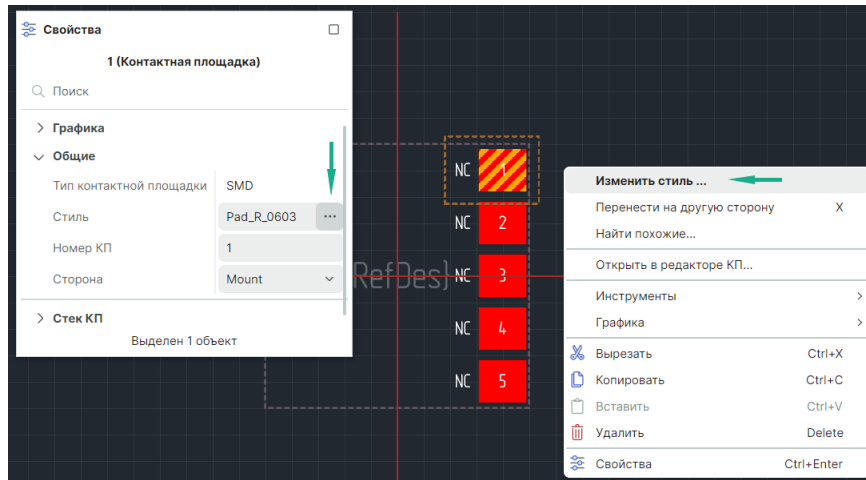 Свойства
1 (Контактная площадка)
Поиск
Графика
Общие
Тип контактной площадки SMD
Стиль Pad_R_0603 ...
Номер КП 1
Сторона Mount
Стек КП
Выделен 1 объект
NC 1
NC 2
RefDes} NC 3
NC 4
NC 5
Изменить стиль ...
Перенести на другую сторону X
Найти похожие...
Открыть в редакторе КП...
Инструменты
Графика
Вырезать Ctrl+X
Копировать Ctrl+C
Вставить Ctrl+V
Удалить Delete
Свойства Ctrl+Enter